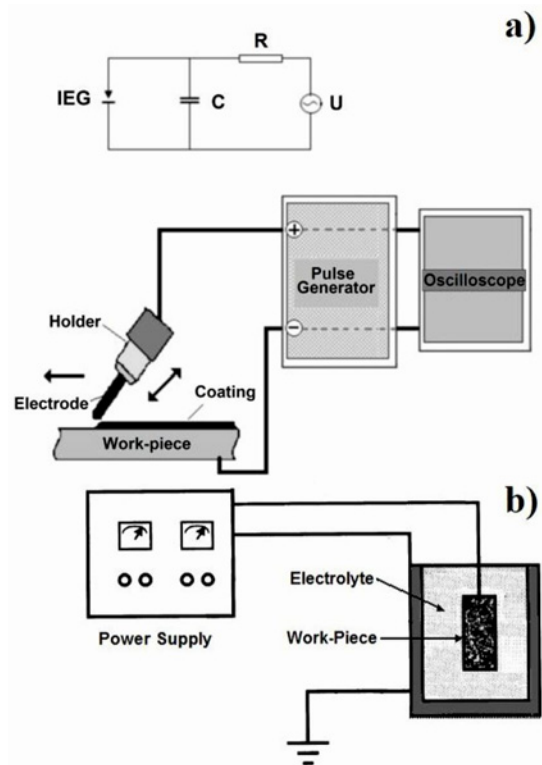 a)
R
IEG
C
U
+
Pulse
Generator
Oscilloscope
−
Holder
Electrode
Coating
Work-piece
b)
Electrolyte
Work-Piece
Power Supply